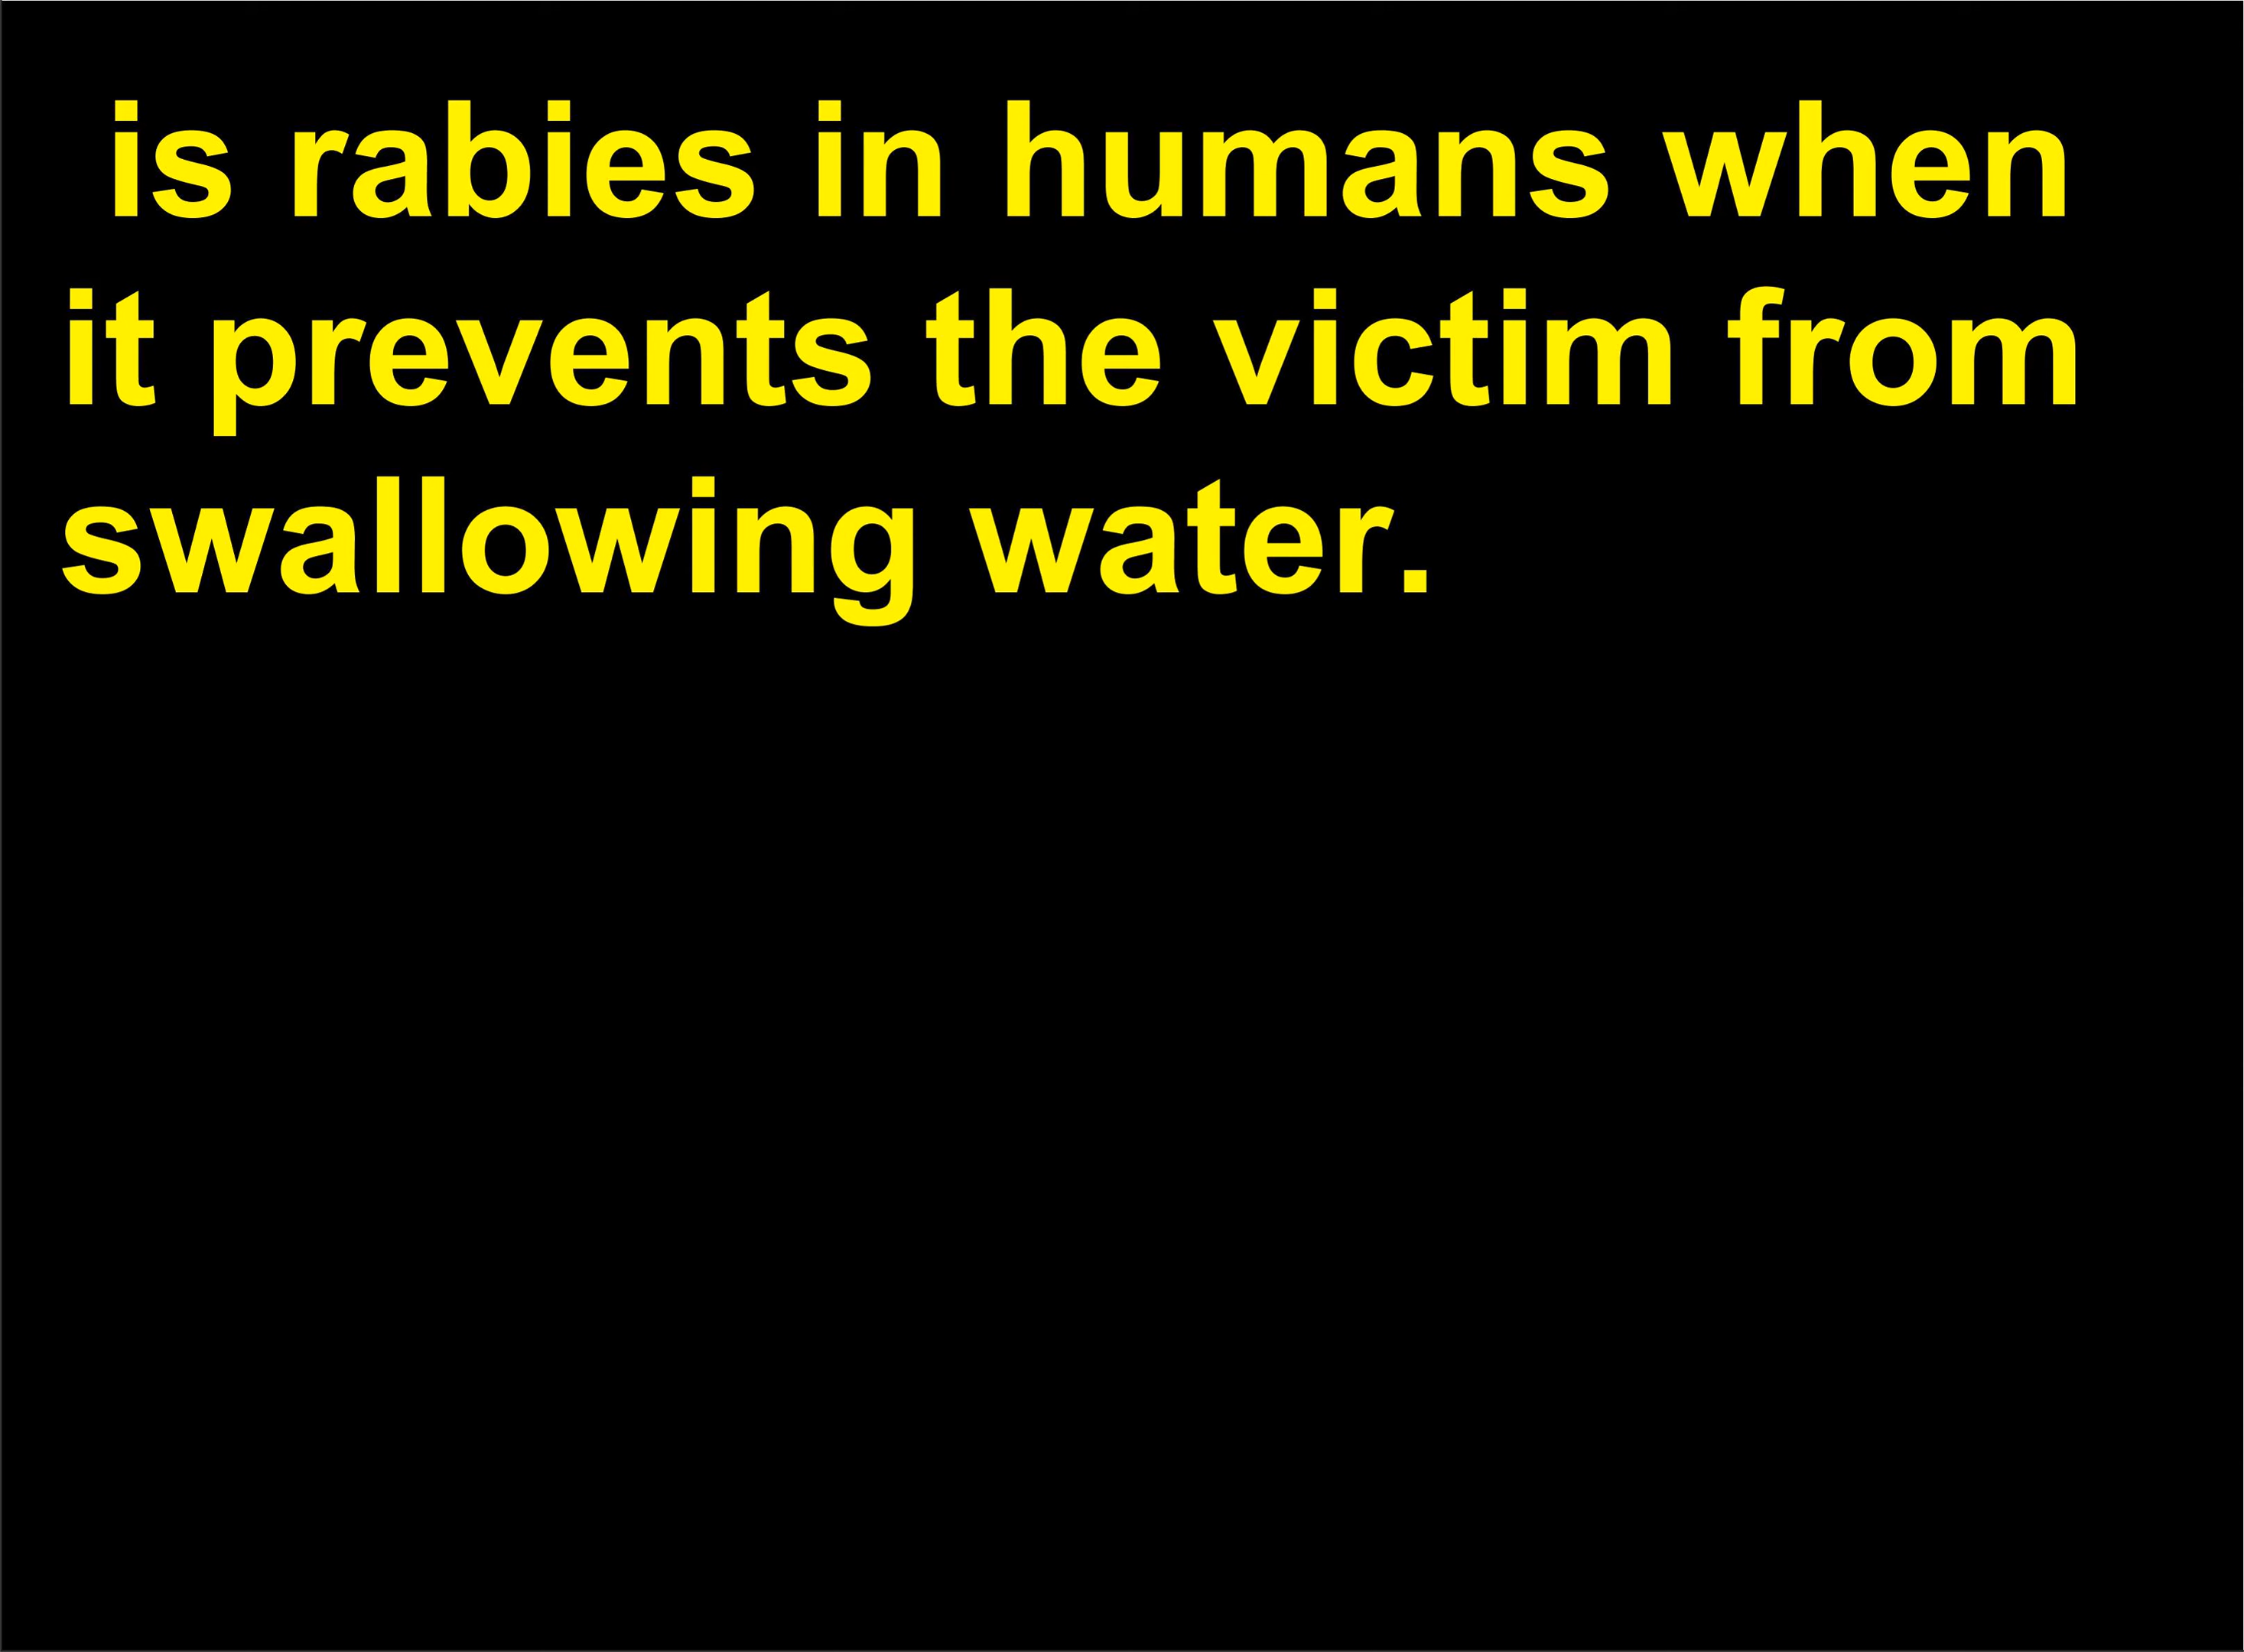 is rabies in humans when
it prevents the victim from
swallowing water.